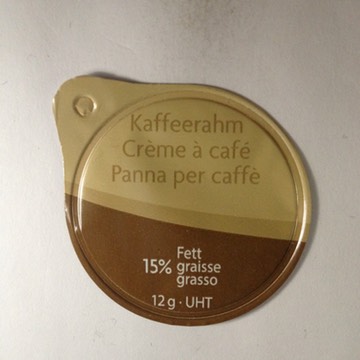 Kaffeerahm
Crème à café
Panna per caffè
Fett
15% graisse
grasso
12 g · UHT